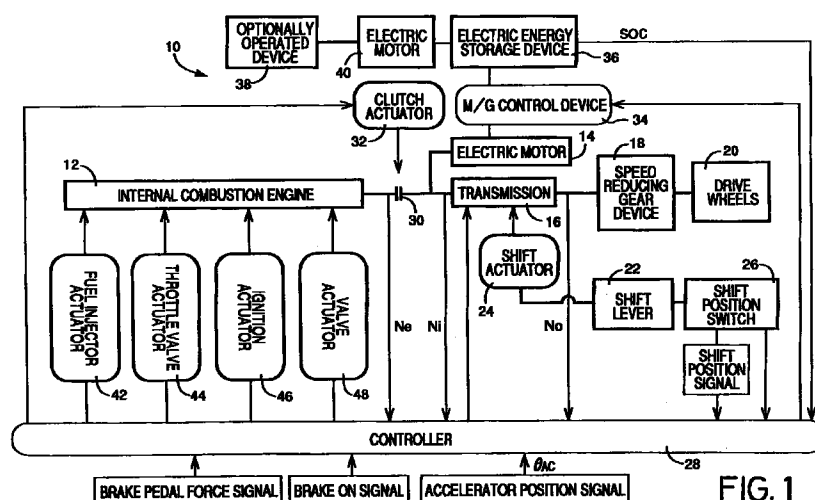 10
OPTIONALLY
OPERATED
DEVICE
38
ELECTRIC
MOTOR
40
ELECTRIC ENERGY
STORAGE DEVICE
36
SOC
CLUTCH
ACTUATOR
32
M/G CONTROL DEVICE
34
14
ELECTRIC MOTOR
12
INTERNAL COMBUSTION ENGINE
30
TRANSMISSION
16
18
SPEED
REDUCING
GEAR
DEVICE
20
DRIVE
WHEELS
SHIFT
ACTUATOR
24
22
SHIFT
LEVER
26
SHIFT
POSITION
SWITCH
SHIFT
POSITION
SIGNAL
FUEL INJECTOR
ACTUATOR
42
THROTTLE VALVE
ACTUATOR
44
IGNITION
ACTUATOR
46
VALVE
ACTUATOR
48
Ne
Ni
No
CONTROLLER
28
BRAKE PEDAL FORCE SIGNAL
BRAKE ON SIGNAL
θAC
ACCELERATOR POSITION SIGNAL
FIG. 1